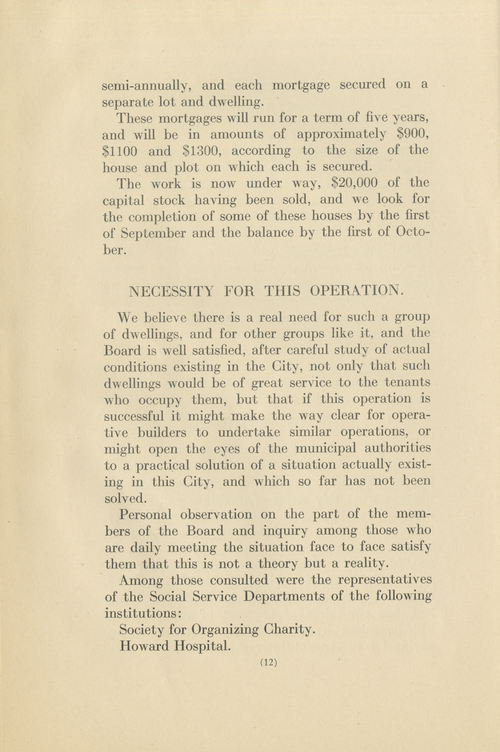 semi-annually, and each mortgage secured on a
separate lot and dwelling.
These mortgages will run for a term of five years,
and will be in amounts of approximately $900,
$1100 and $1300, according to the size of the
house and plot on which each is secured.
The work is now under way, $20,000 of the
capital stock having been sold, and we look for
the completion of some of these houses by the first
of September and the balance by the first of Octo-
ber.
NECESSITY FOR THIS OPERATION.
We believe there is a real need for such a group
of dwellings, and for other groups like it, and the
Board is well satisfied, after careful study of actual
conditions existing in the City, not only that such
dwellings would be of great service to the tenants
who occupy them, but that if this operation is
successful it might make the way clear for opera-
tive builders to undertake similar operations, or
might open the eyes of the municipal authorities
to a practical solution of a situation actually exist-
ing in this City, and which so far has not been
solved.
Personal observation on the part of the mem-
bers of the Board and inquiry among those who
are daily meeting the situation face to face satisfy
them that this is not a theory but a reality.
Among those consulted were the representatives
of the Social Service Departments of the following
institutions:
Society for Organizing Charity.
Howard Hospital.
(12)